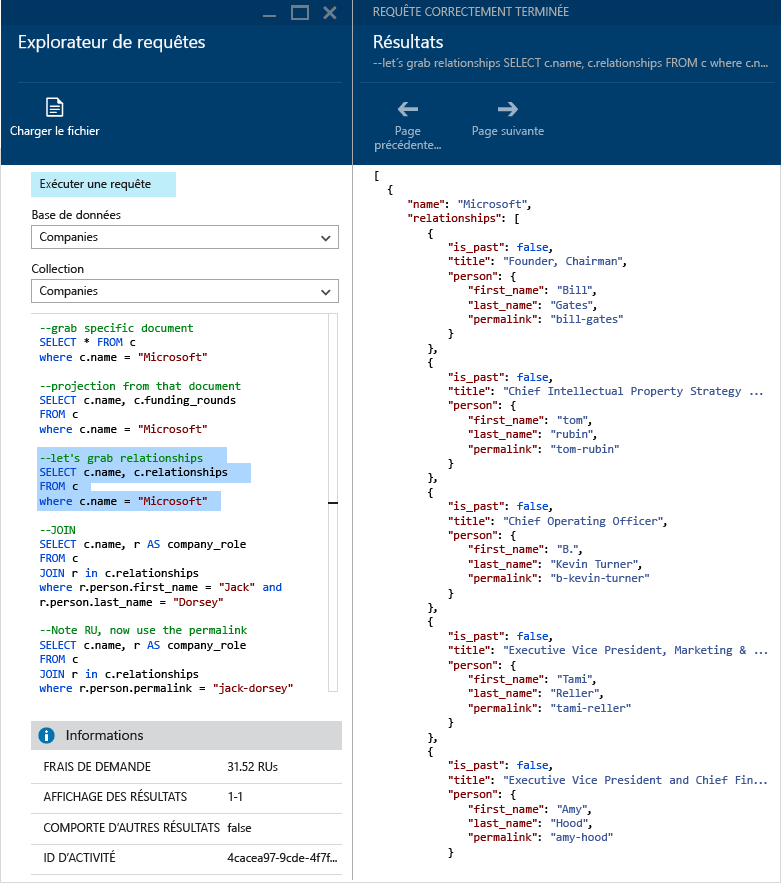 Explorateur de requêtes
Charger le fichier
Exécuter une requête
Base de données
Companies
Collection
Companies
--grab specific document
SELECT * FROM c
where c.name = "Microsoft"
--projection from that document
SELECT c.name, c.funding_rounds
FROM c
where c.name = "Microsoft"
--let's grab relationships
SELECT c.name, c.relationships
FROM c
where c.name = "Microsoft"
--JOIN
SELECT c.name, r AS company_role
FROM c
JOIN r in c.relationships
where r.person.first_name = "Jack" and
r.person.last_name = "Dorsey"
--Note RU, now use the permalink
SELECT c.name, r AS company_role
FROM c
JOIN r in c.relationships
where r.person.permalink = "jack-dorsey"
Informations
FRAIS DE DEMANDE 31.52 RUs
AFFICHAGE DES RÉSULTATS 1-1
COMPORTE D'AUTRES RÉSULTATS false
ID D'ACTIVITÉ 4cacea97-9cde-4f7f...
REQUÊTE CORRECTEMENT TERMINÉE
Résultats
--let´s grab relationships SELECT c.name, c.relationships FROM c where c.n...
Page
précédente...
Page suivante
[
{
"name": "Microsoft",
"relationships": [
{
"is_past": false,
"title": "Founder, Chairman",
"person": {
"first_name": "Bill",
"last_name": "Gates",
"permalink": "bill-gates"
}
},
{
"is_past": false,
"title": "Chief Intellectual Property Strategy ...
"person": {
"first_name": "tom",
"last_name": "rubin",
"permalink": "tom-rubin"
}
},
{
"is_past": false,
"title": "Chief Operating Officer",
"person": {
"first_name": "B.",
"last_name": "Kevin Turner",
"permalink": "b-kevin-turner"
}
},
{
"is_past": false,
"title": "Executive Vice President, Marketing & ...
"person": {
"first_name": "Tami",
"last_name": "Reller",
"permalink": "tami-reller"
}
},
{
"is_past": false,
"title": "Executive Vice President and Chief Fin...
"person": {
"first_name": "Amy",
"last_name": "Hood",
"permalink": "amy-hood"
}